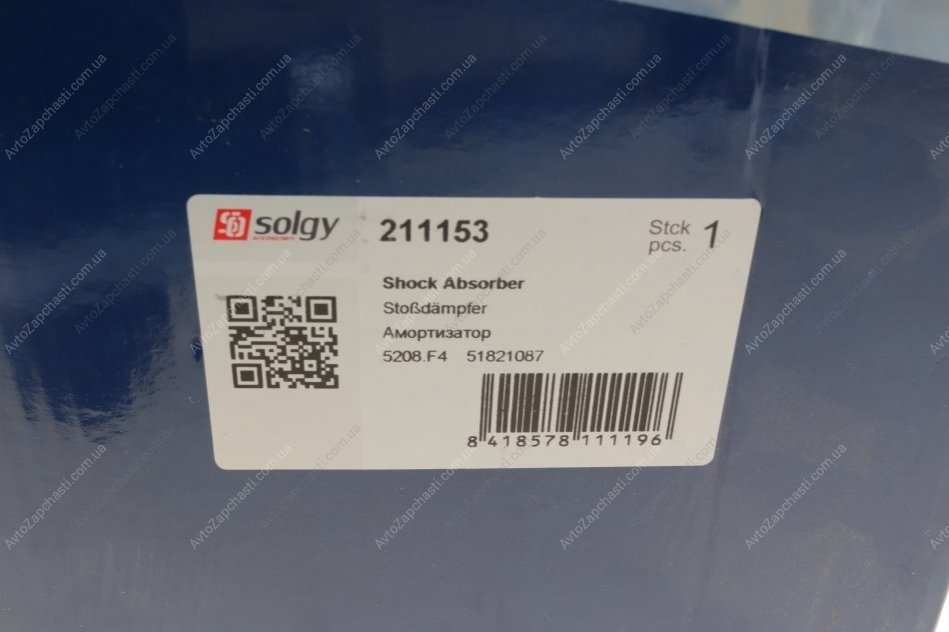 solgy
211153
Stck
pcs. 1
Shock Absorber
Stoßdämpfer
Амортизатор
5208.F4 51821087
8 418578 111196
AvtoZapchasti.com.ua